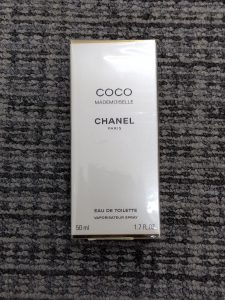 COCO
MADEMOISELLE
CHANEL
PARIS
EAU DE TOILETTE
VAPORISATEUR SPRAY
50 ml 1.7 FL.OZ